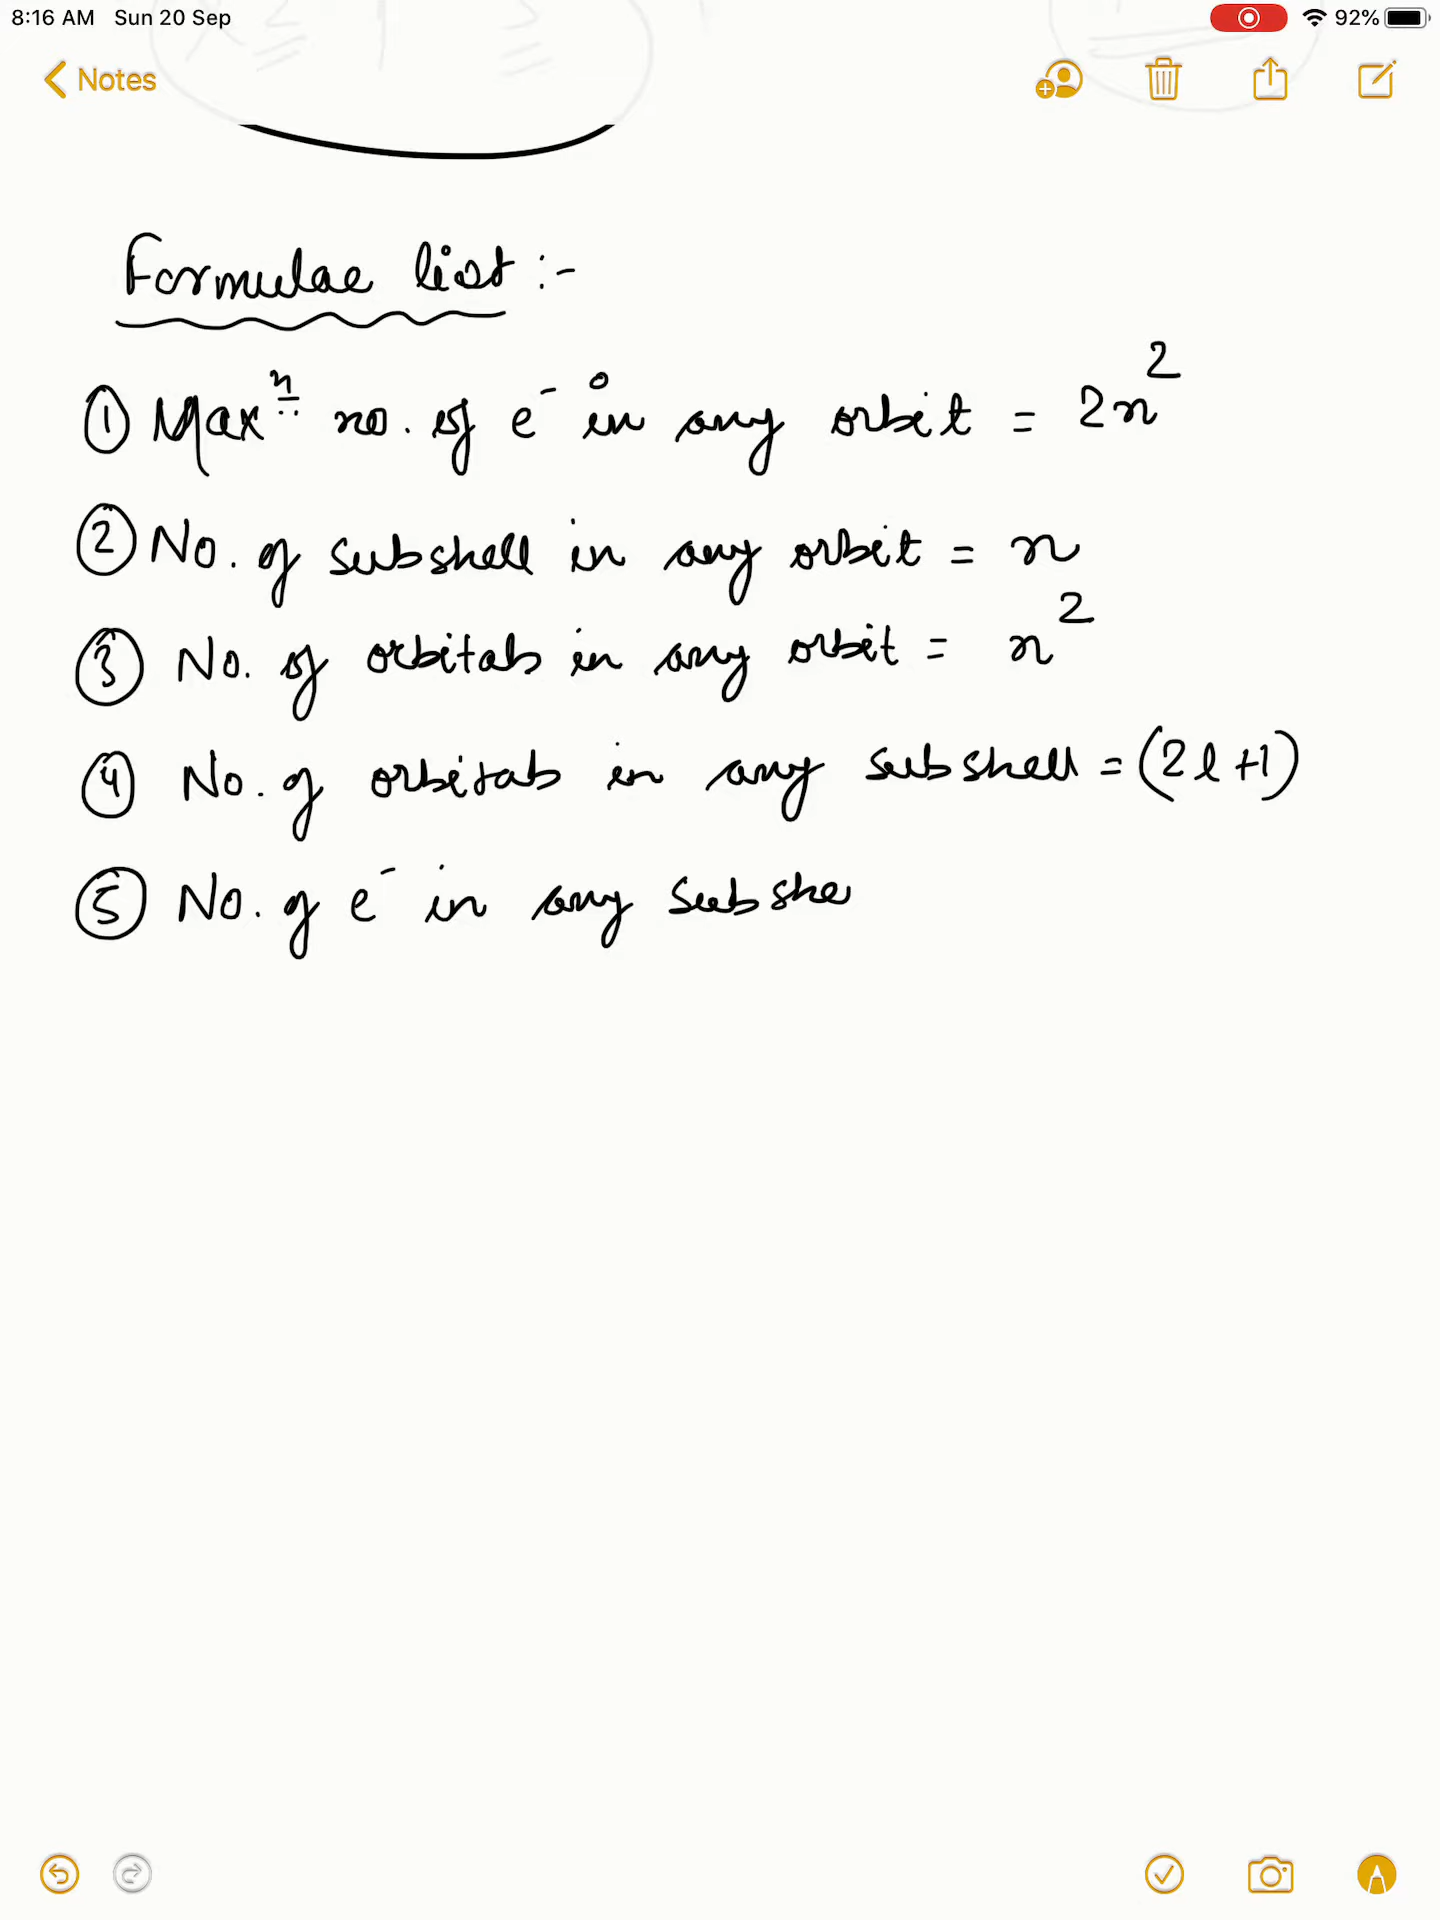 8:16 AM Sun 20 Sep 92%
Notes
Formulae list :-
① Maxⁿ no. of e⁻ in any orbit = 2n²
② No. of subshell in any orbit = n
③ No. of orbitals in any orbit = n²
④ No. of orbitals in any subshell = (2l+1)
⑤ No. of e⁻ in any subshe